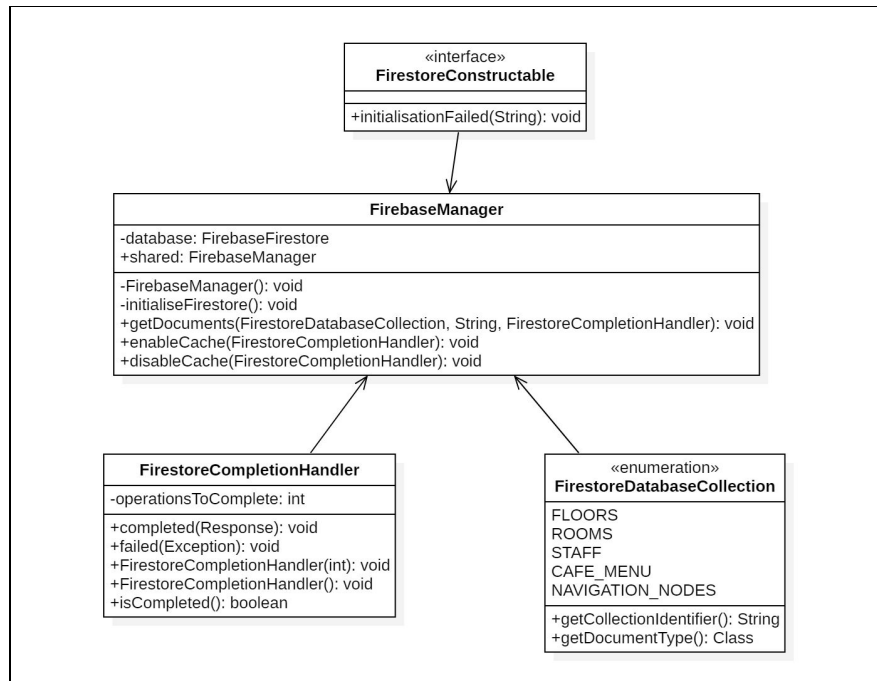 «interface»
FirestoreConstructable
+initialisationFailed(String): void
FirebaseManager
-database: FirebaseFirestore
+shared: FirebaseManager
-FirebaseManager(): void
-initialiseFirestore(): void
+getDocuments(FirestoreDatabaseCollection, String, FirestoreCompletionHandler): void
+enableCache(FirestoreCompletionHandler): void
+disableCache(FirestoreCompletionHandler): void
FirestoreCompletionHandler
-operationsToComplete: int
+completed(Response): void
+failed(Exception): void
+FirestoreCompletionHandler(int): void
+FirestoreCompletionHandler(): void
+isCompleted(): boolean
«enumeration»
FirestoreDatabaseCollection
FLOORS
ROOMS
STAFF
CAFE_MENU
NAVIGATION_NODES
+getCollectionIdentifier(): String
+getDocumentType(): Class